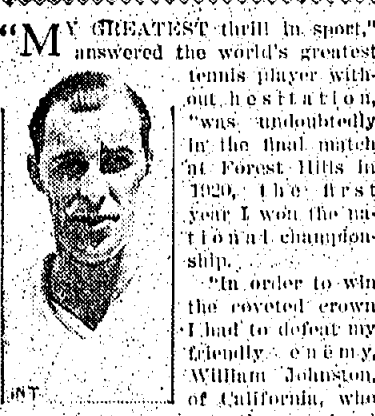 “MY GREATEST thrill in sport,”
answered the world's greatest
tennis player with-
out hesitation,
“was undoubtedly
in the final match
at Forest Hills in
1920, the first
year I won the na-
tional champion-
ship.
“In order to win
the coveted crown
I had to defeat my
friendly enemy,
William Johnston,
of California, who
INT